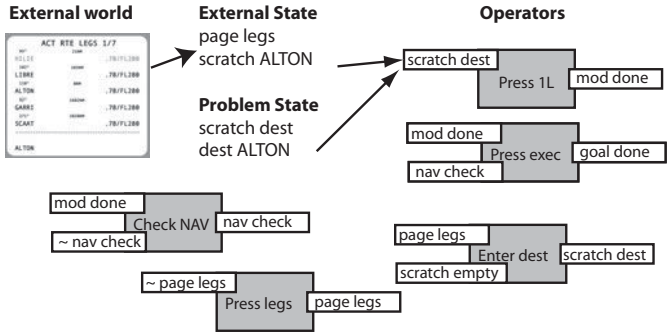 External world
External State
Operators
ACT RTE LEGS 1/7
.78/FL280
LIBRE
.78/FL280
ALTON
.78/FL280
GARRI
.78/FL280
SCART
.78/FL280
ALTON
page legs
scratch ALTON
Problem State
scratch dest
dest ALTON
scratch dest
Press 1L
mod done
mod done
Press exec
goal done
nav check
mod done
Check NAV
nav check
~ nav check
page legs
Enter dest
scratch dest
scratch empty
~ page legs
Press legs
page legs